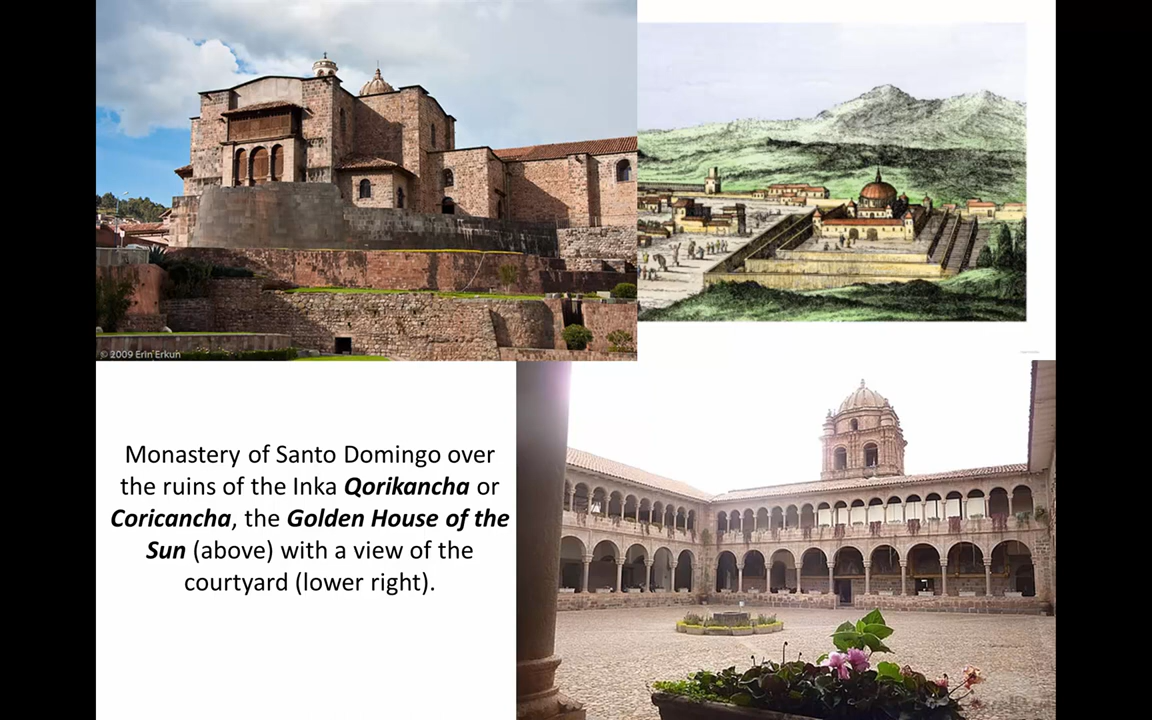 © 2009 Erin Erkun
Monastery of Santo Domingo over
the ruins of the Inka Qorikancha or
Coricancha, the Golden House of the
Sun (above) with a view of the
courtyard (lower right).